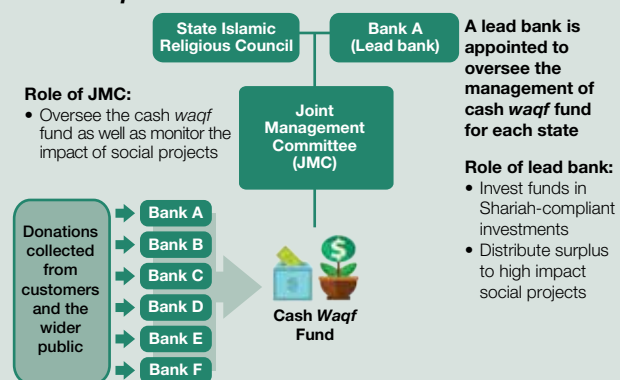 State Islamic
Religious Council
Bank A
(Lead bank)
A lead bank is
appointed to
oversee the
management of
cash waqf fund
for each state
Role of JMC:
• Oversee the cash waqf
fund as well as monitor the
impact of social projects
Joint
Management
Committee
(JMC)
Role of lead bank:
• Invest funds in
Shariah-compliant
investments
• Distribute surplus
to high impact
social projects
Donations
collected
from
customers
and the
wider
public
Bank A
Bank B
Bank C
Bank D
Bank E
Bank F
$
Cash Waqf
Fund